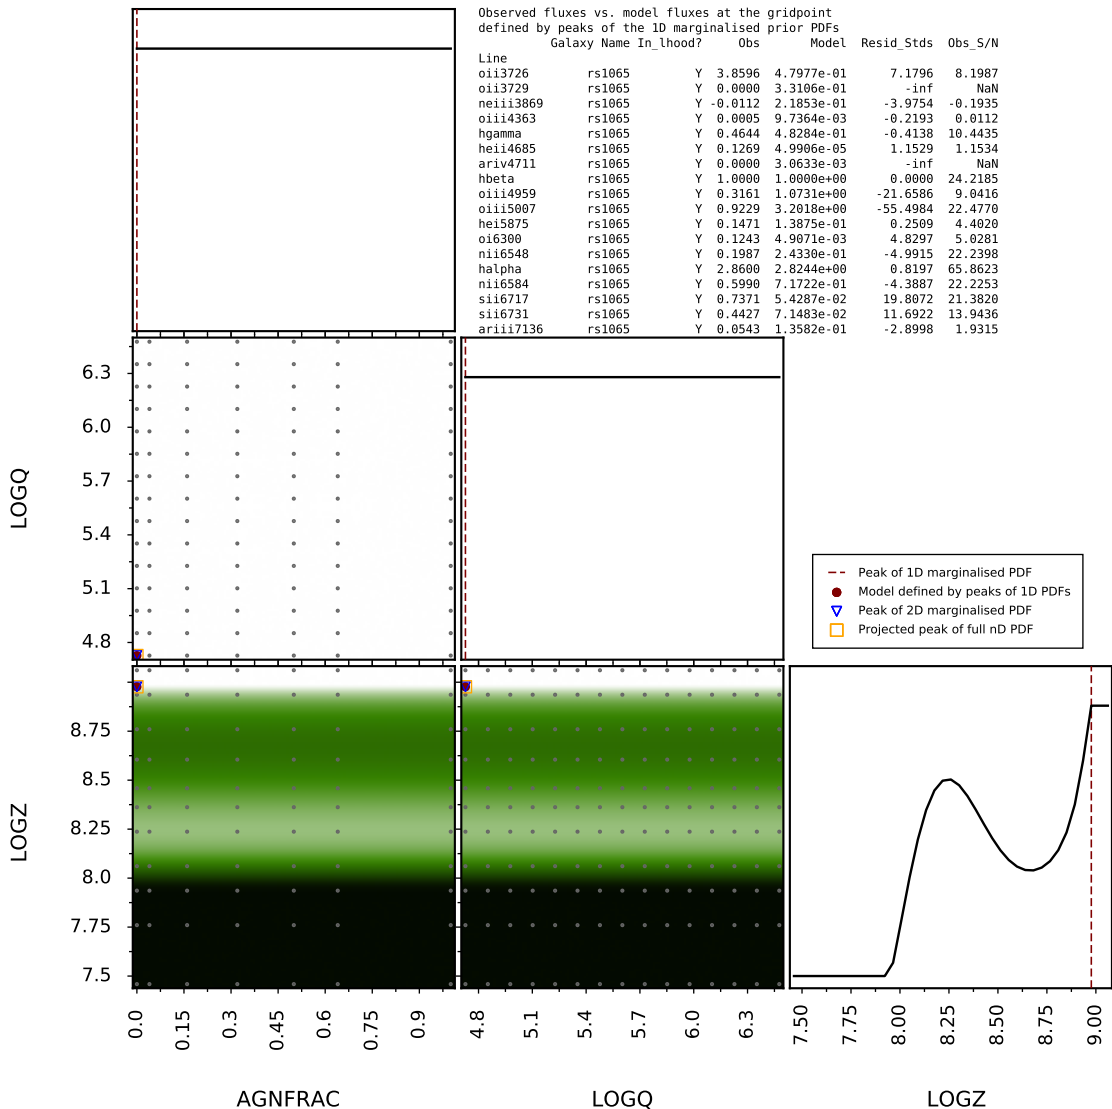 Observed fluxes vs. model fluxes at the gridpoint
defined by peaks of the 1D marginalised prior PDFs
Galaxy Name In_lhood? Obs Model Resid_Stds Obs_S/N
Line
oii3726 rs1065 Y 3.8596 4.7977e-01 7.1796 8.1987
oii3729 rs1065 Y 0.0000 3.3106e-01 -inf NaN
neiii3869 rs1065 Y -0.0112 2.1853e-01 -3.9754 -0.1935
oiii4363 rs1065 Y 0.0005 9.7364e-03 -0.2193 0.0112
hgamma rs1065 Y 0.4644 4.8284e-01 -0.4138 10.4435
heii4685 rs1065 Y 0.1269 4.9906e-05 1.1529 1.1534
ariv4711 rs1065 Y 0.0000 3.0633e-03 -inf NaN
hbeta rs1065 Y 1.0000 1.0000e+00 0.0000 24.2185
oiii4959 rs1065 Y 0.3161 1.0731e+00 -21.6586 9.0416
oiii5007 rs1065 Y 0.9229 3.2018e+00 -55.4984 22.4770
hei5875 rs1065 Y 0.1471 1.3875e-01 0.2509 4.4020
oi6300 rs1065 Y 0.1243 4.9071e-03 4.8297 5.0281
nii6548 rs1065 Y 0.1987 2.4330e-01 -4.9915 22.2398
halpha rs1065 Y 2.8600 2.8244e+00 0.8197 65.8623
nii6584 rs1065 Y 0.5990 7.1722e-01 -4.3887 22.2253
sii6717 rs1065 Y 0.7371 5.4287e-02 19.8072 21.3820
sii6731 rs1065 Y 0.4427 7.1483e-02 11.6922 13.9436
ariii7136 rs1065 Y 0.0543 1.3582e-01 -2.8998 1.9315
LOGQ
6.3
6.0
5.7
5.4
5.1
4.8
Peak of 1D marginalised PDF
Model defined by peaks of 1D PDFs
Peak of 2D marginalised PDF
Projected peak of full nD PDF
LOGZ
8.75
8.5
8.25
8.0
7.75
7.5
0.0 0.15 0.3 0.45 0.6 0.75 0.9
4.8 5.1 5.4 5.7 6.0 6.3
7.50 7.75 8.00 8.25 8.50 8.75 9.00
AGNFRAC LOGQ LOGZ